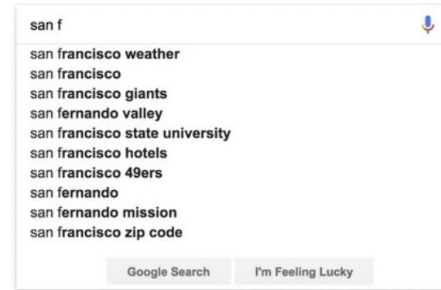 san f
san francisco weather
san francisco
san francisco giants
san fernando valley
san francisco state university
san francisco hotels
san francisco 49ers
san fernando
san fernando mission
san francisco zip code
Google Search I'm Feeling Lucky